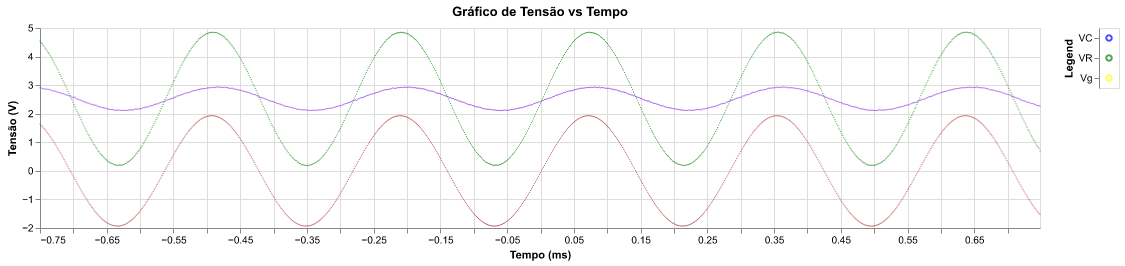 Gráfico de Tensão vs Tempo
5
4
3
2
1
0
−1
−2
Tensão (V)
−0.75 −0.65 −0.55 −0.45 −0.35 −0.25 −0.15 −0.05 0.05 0.15 0.25 0.35 0.45 0.55 0.65
Tempo (ms)
Legend
VC
VR
Vg